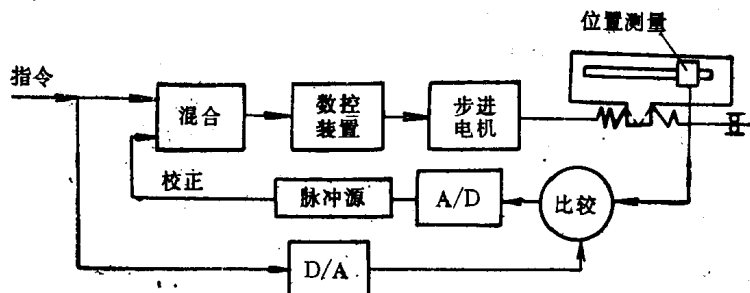 位置测量
指令
混合
数控
装置
步进
电机
校正
脉冲源
A/D
比较
D/A